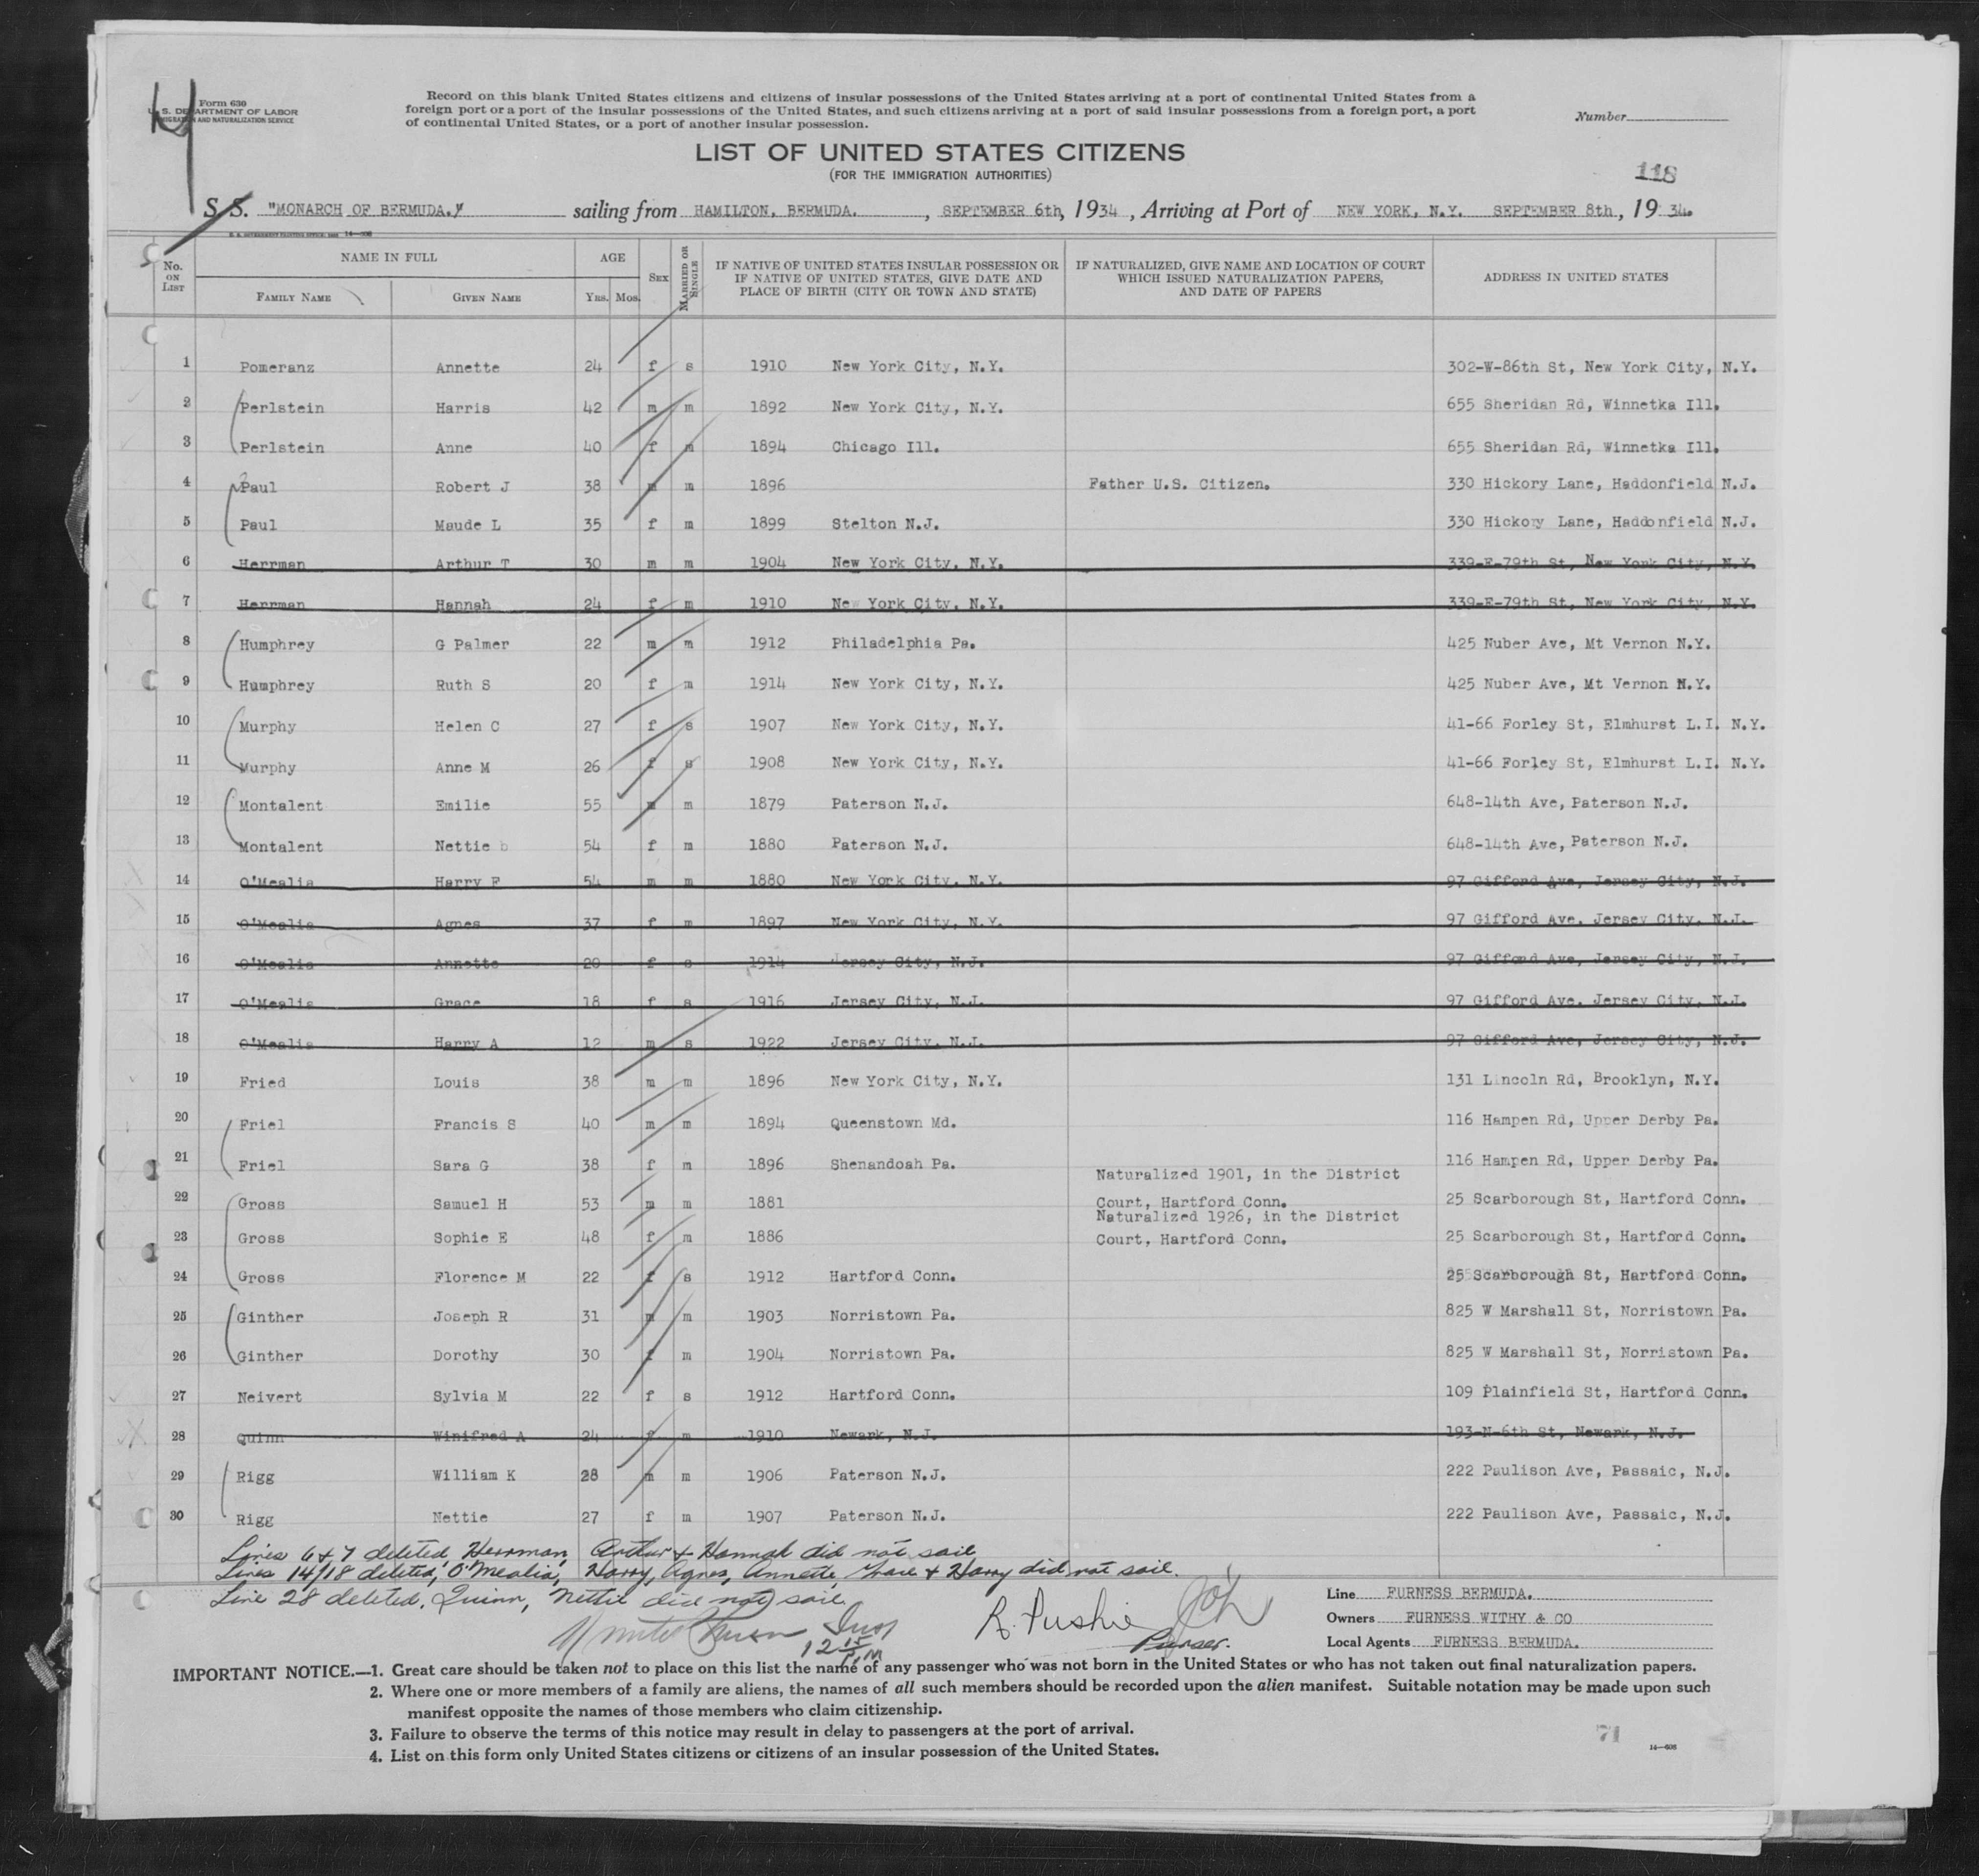 Form 630
U. S. DEPARTMENT OF LABOR
IMMIGRATION AND NATURALIZATION SERVICE
Record on this blank United States citizens and citizens of insular possessions of the United States arriving at a port of continental United States from a
foreign port or a port of the insular possessions of the United States, and such citizens arriving at a port of said insular possessions from a foreign port, a port
of continental United States, or a port of another insular possession.
Number
LIST OF UNITED STATES CITIZENS
(FOR THE IMMIGRATION AUTHORITIES)
118
S. S. "MONARCH OF BERMUDA." sailing from HAMILTON, BERMUDA. , SEPTEMBER 6th, 1934 , Arriving at Port of NEW YORK, N.Y. SEPTEMBER 8th, 1934.
No. ON LIST NAME IN FULL AGE SEX MARRIED OR SINGLE IF NATIVE OF UNITED STATES INSULAR POSSESSION OR IF NATIVE OF UNITED STATES, GIVE DATE AND PLACE OF BIRTH (CITY OR TOWN AND STATE) IF NATURALIZED, GIVE NAME AND LOCATION OF COURT WHICH ISSUED NATURALIZATION PAPERS, AND DATE OF PAPERS ADDRESS IN UNITED STATES
FAMILY NAME GIVEN NAME YRS. MOS.
1 Pomeranz Annette 24 f s 1910 New York City, N.Y. 302-W-86th St, New York City, N.Y.
2 Perlstein Harris 42 m m 1892 New York City, N.Y. 655 Sheridan Rd, Winnetka Ill.
3 Perlstein Anne 40 f m 1894 Chicago Ill. 655 Sheridan Rd, Winnetka Ill.
4 Paul Robert J 38 m m 1896 Father U.S. Citizen. 330 Hickory Lane, Haddonfield N.J.
5 Paul Maude L 35 f m 1899 Stelton N.J. 330 Hickory Lane, Haddonfield N.J.
6 Herrman Arthur T 30 m m 1904 New York City, N.Y. 339-E-79th St, New York City, N.Y.
7 Herrman Hannah 24 f m 1910 New York City, N.Y. 339-E-79th St, New York City, N.Y.
8 Humphrey G Palmer 22 m m 1912 Philadelphia Pa. 425 Nuber Ave, Mt Vernon N.Y.
9 Humphrey Ruth S 20 f m 1914 New York City, N.Y. 425 Nuber Ave, Mt Vernon N.Y.
10 Murphy Helen C 27 f s 1907 New York City, N.Y. 41-66 Forley St, Elmhurst L.I. N.Y.
11 Murphy Anne M 26 f s 1908 New York City, N.Y. 41-66 Forley St, Elmhurst L.I. N.Y.
12 Montalent Emilie 55 m m 1879 Paterson N.J. 648-14th Ave, Paterson N.J.
13 Montalent Nettie b 54 f m 1880 Paterson N.J. 648-14th Ave, Paterson N.J.
14 O'Mealia Harry F 54 m m 1880 New York City, N.Y. 97 Gifford Ave, Jersey City, N.J.
15 O'Mealia Agnes 37 f m 1897 New York City, N.Y. 97 Gifford Ave, Jersey City, N.J.
16 O'Mealia Annette 20 f s 1914 Jersey City, N.J. 97 Gifford Ave, Jersey City, N.J.
17 O'Mealia Grace 18 f s 1916 Jersey City, N.J. 97 Gifford Ave, Jersey City, N.J.
18 O'Mealia Harry A 12 m s 1922 Jersey City, N.J. 97 Gifford Ave, Jersey City, N.J.
19 Fried Louis 38 m m 1896 New York City, N.Y. 131 Lincoln Rd, Brooklyn, N.Y.
20 Friel Francis S 40 m m 1894 Queenstown Md. 116 Hampen Rd, Upper Derby Pa.
21 Friel Sara G 38 f m 1896 Shenandoah Pa. 116 Hampen Rd, Upper Derby Pa.
Naturalized 1901, in the District
22 Gross Samuel H 53 m m 1881 Court, Hartford Conn. 25 Scarborough St, Hartford Conn.
Naturalized 1926, in the District
23 Gross Sophie E 48 f m 1886 Court, Hartford Conn. 25 Scarborough St, Hartford Conn.
24 Gross Florence M 22 f s 1912 Hartford Conn. 25 Scarborough St, Hartford Conn.
25 Ginther Joseph R 31 m m 1903 Norristown Pa. 825 W Marshall St, Norristown Pa.
26 Ginther Dorothy 30 f m 1904 Norristown Pa. 825 W Marshall St, Norristown Pa.
27 Neivert Sylvia M 22 f s 1912 Hartford Conn. 109 Plainfield St, Hartford Conn.
28 Quinn Winifred A 24 f m 1910 Newark, N.J. 193-N-6th St, Newark, N.J.
29 Rigg William K 28 m m 1906 Paterson N.J. 222 Paulison Ave, Passaic, N.J.
30 Rigg Nettie 27 f m 1907 Paterson N.J. 222 Paulison Ave, Passaic, N.J.
Lines 6 & 7 deleted, Herrman, Arthur & Hannah did not sail
Lines 14/18 deleted, O'Mealia, Harry, Agnes, Annette, Grace & Harry did not sail.
Line 28 deleted, Quinn, Nettie did not sail.
Purser.
Line FURNESS BERMUDA.
Owners FURNESS WITHY & CO
Local Agents FURNESS BERMUDA.
IMPORTANT NOTICE.—1. Great care should be taken not to place on this list the name of any passenger who was not born in the United States or who has not taken out final naturalization papers.
2. Where one or more members of a family are aliens, the names of all such members should be recorded upon the alien manifest. Suitable notation may be made upon such
manifest opposite the names of those members who claim citizenship.
3. Failure to observe the terms of this notice may result in delay to passengers at the port of arrival.
4. List on this form only United States citizens or citizens of an insular possession of the United States.
71